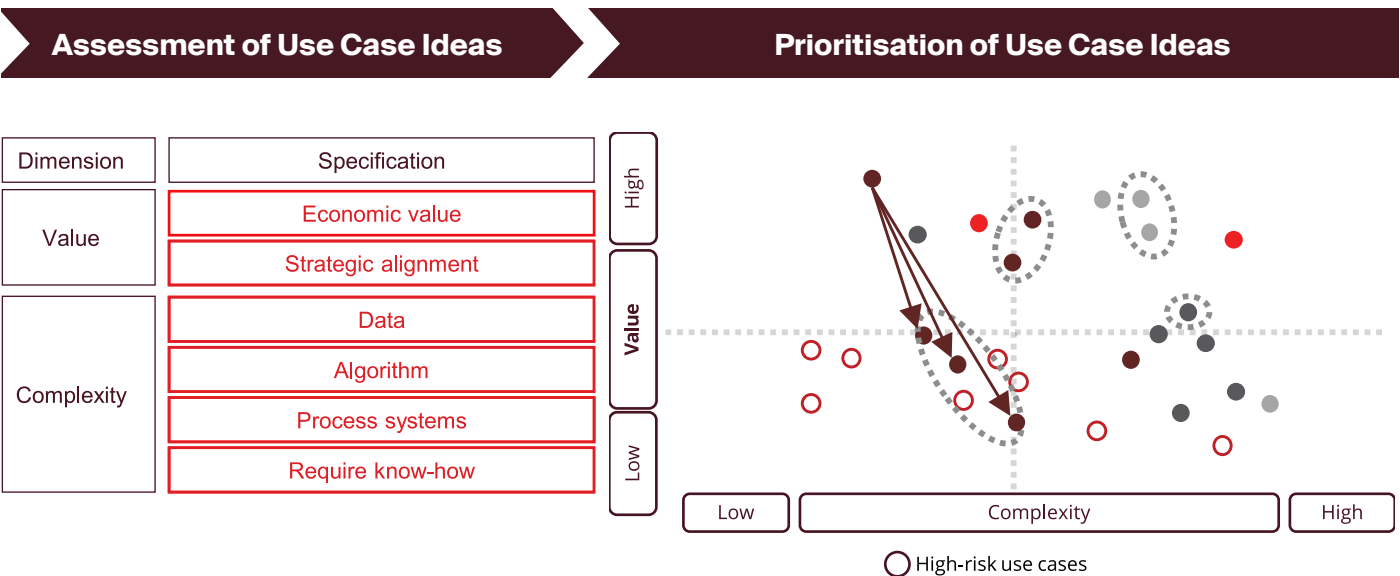 Assessment of Use Case Ideas
Prioritisation of Use Case Ideas
Dimension
Specification
Value
Economic value
Strategic alignment
Complexity
Data
Algorithm
Process systems
Require know-how
High
Value
Low
Low
Complexity
High
High-risk use cases